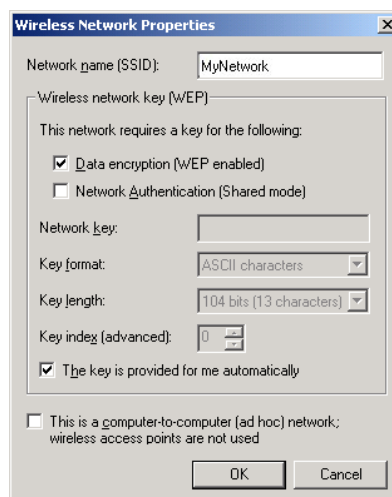 Wireless Network Properties
Network name (SSID): MyNetwork
Wireless network key (WEP)
This network requires a key for the following:
Data encryption (WEP enabled)
Network Authentication (Shared mode)
Network key:
Key format: ASCII characters
Key length: 104 bits (13 characters)
Key index (advanced): 0
The key is provided for me automatically
This is a computer-to-computer (ad hoc) network;
wireless access points are not used
OK Cancel